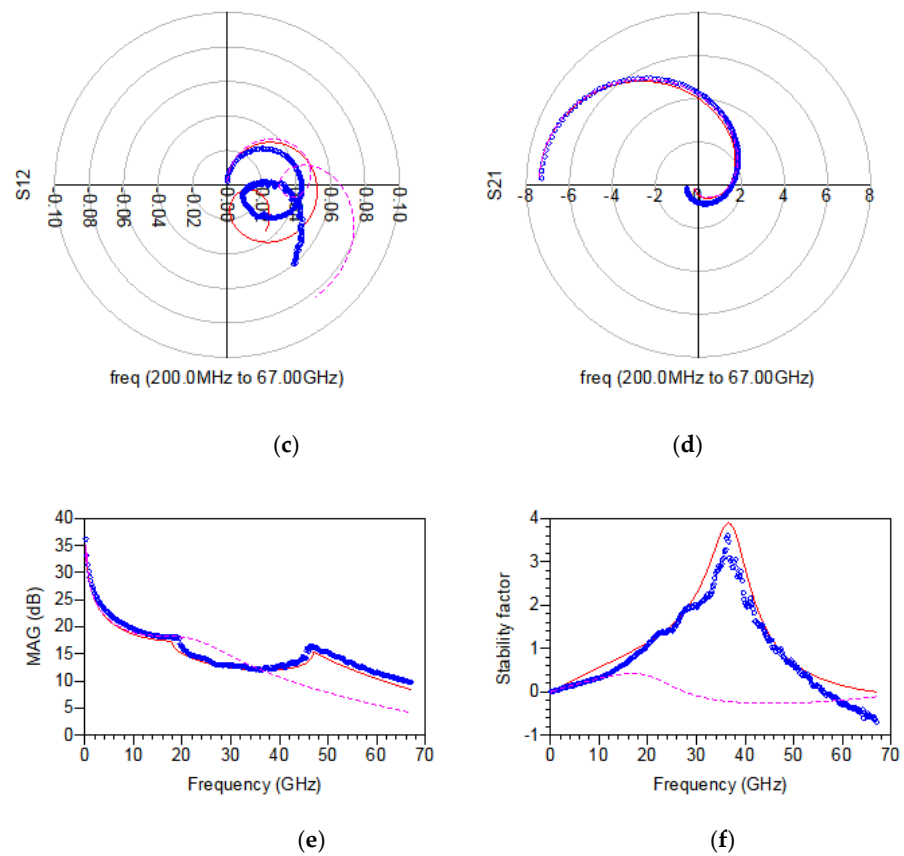 S12
-0.10
-0.08
-0.06
-0.04
-0.02
0.00
0.06
0.08
0.10
freq (200.0MHz to 67.00GHz)
(c)
S21
-8 -6 -4 -2 0 2 4 6 8
freq (200.0MHz to 67.00GHz)
(d)
MAG (dB)
40
35
30
25
20
15
10
5
0
0 10 20 30 40 50 60 70
Frequency (GHz)
(e)
Stability factor
4
3
2
1
0
-1
0 10 20 30 40 50 60 70
Frequency (GHz)
(f)